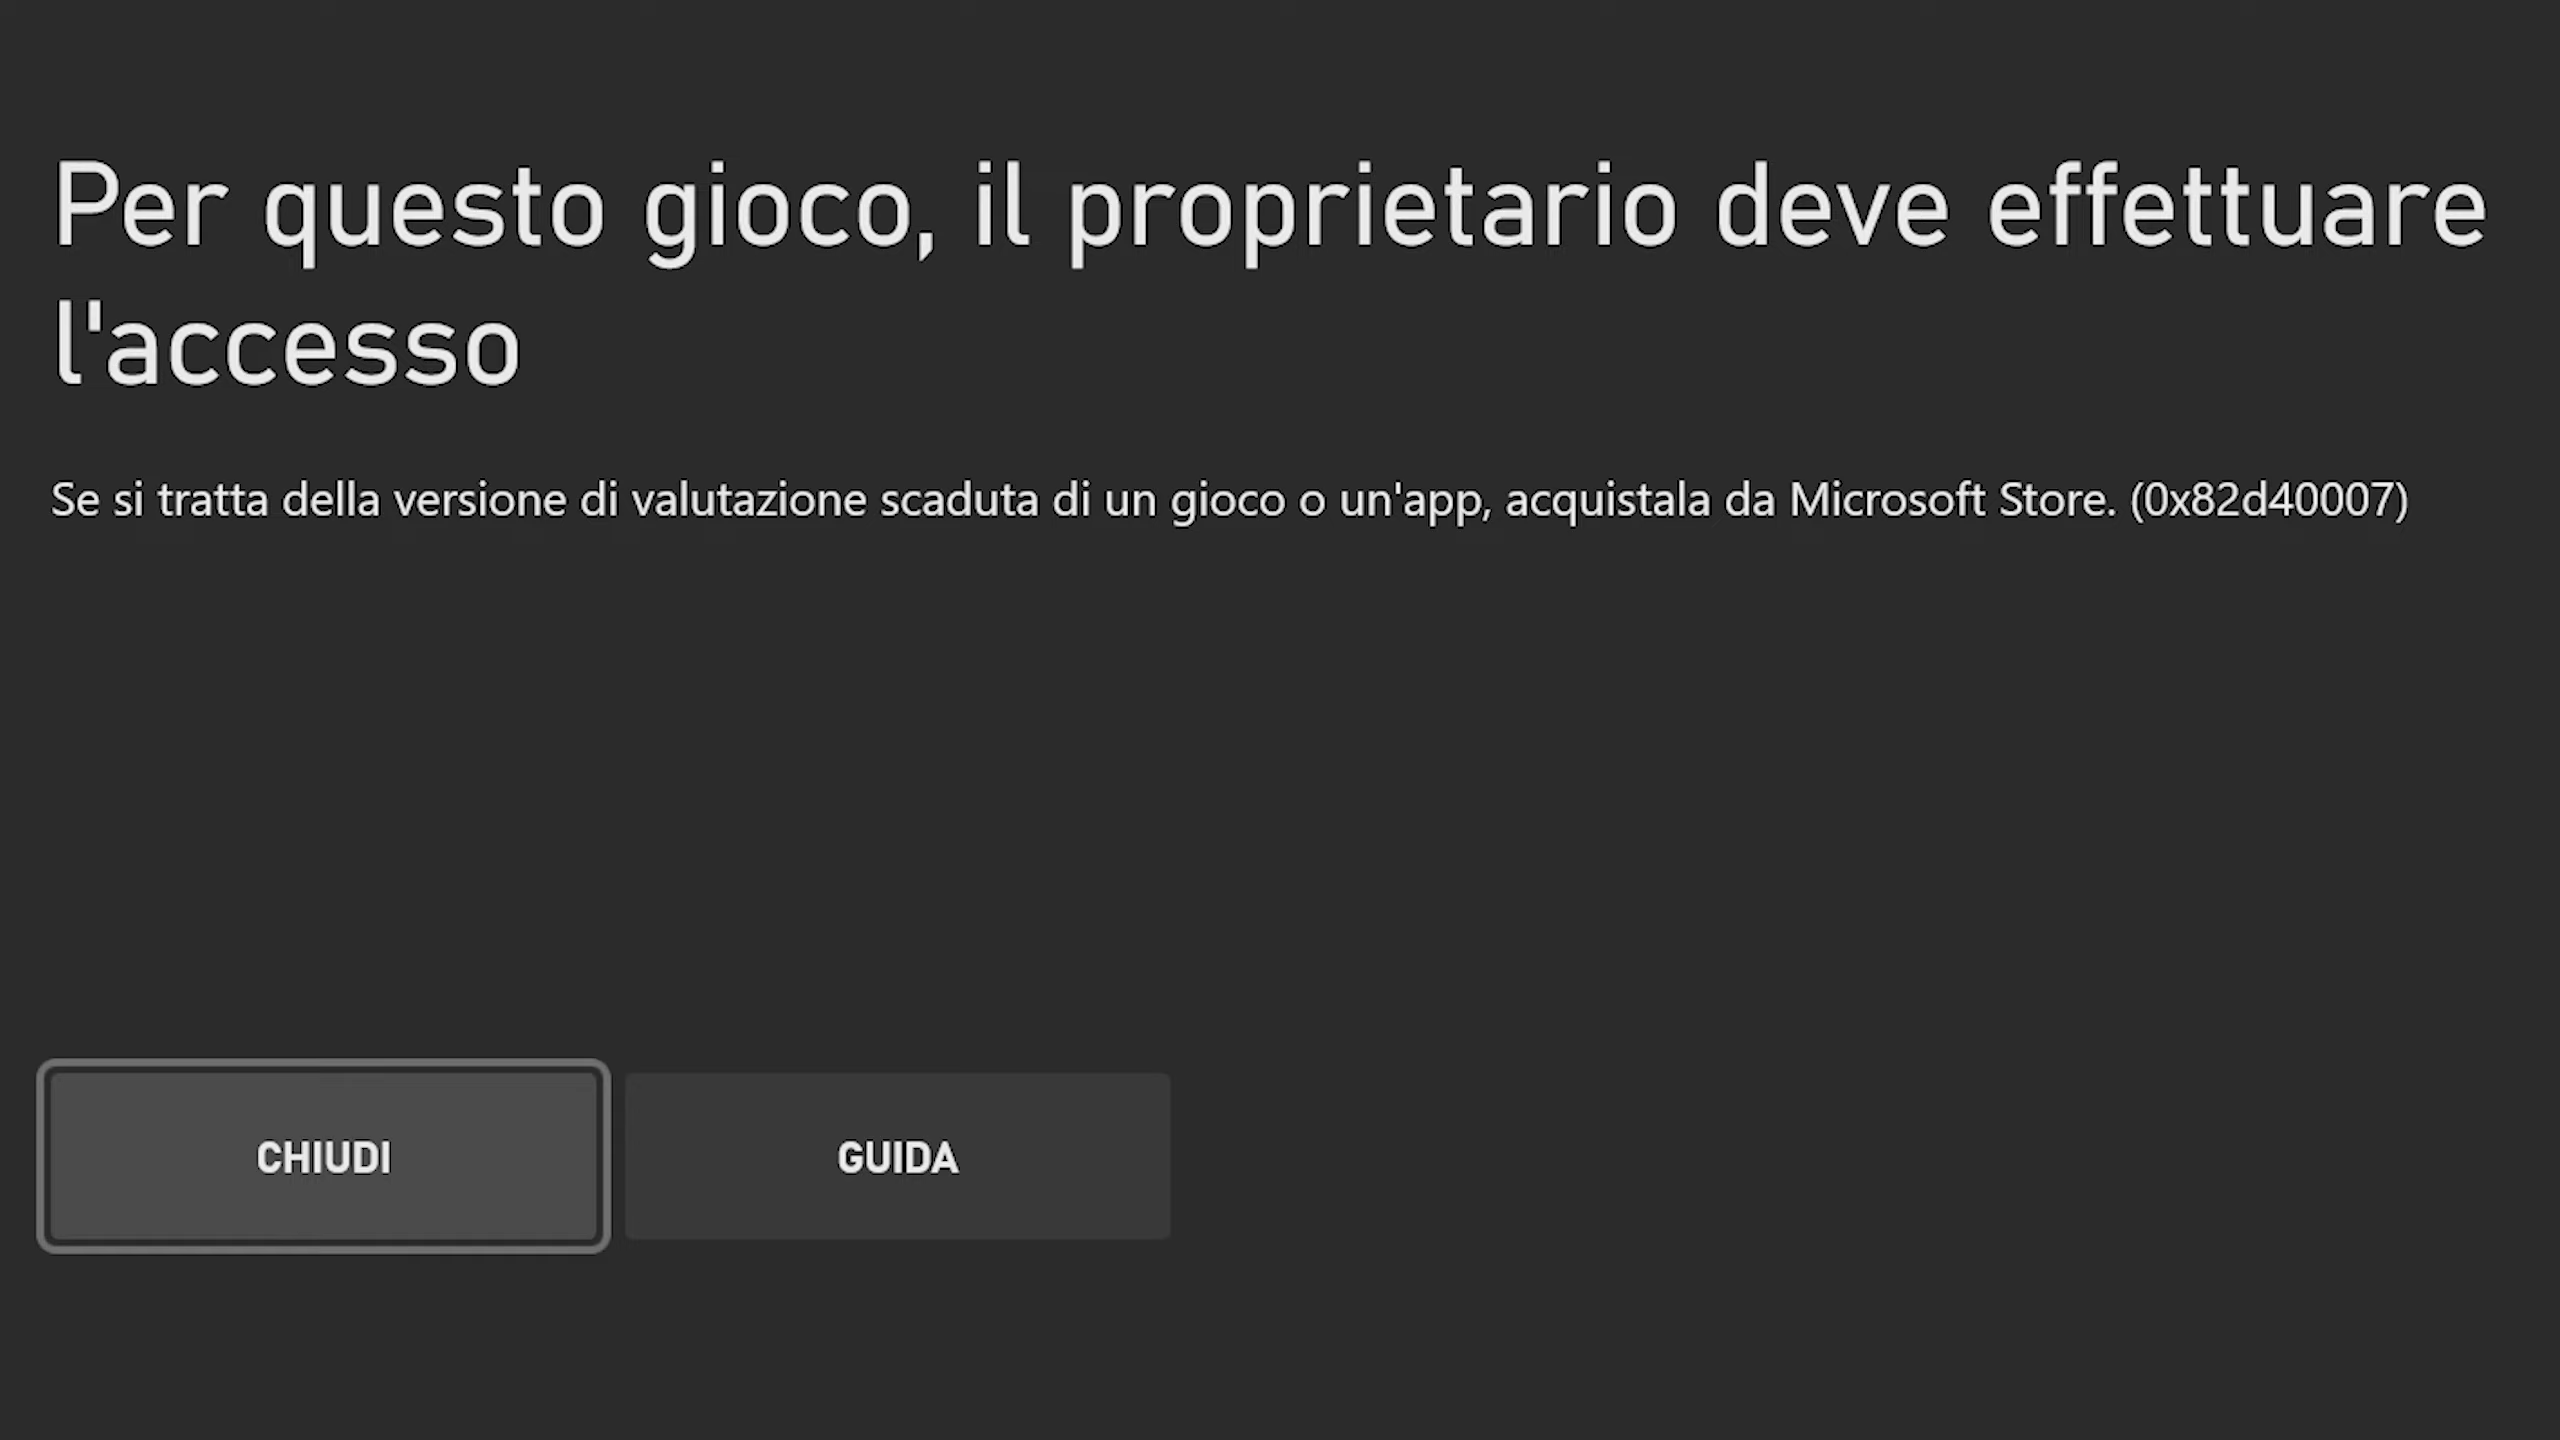 Per questo gioco, il proprietario deve effettuare
l'accesso
Se si tratta della versione di valutazione scaduta di un gioco o un'app, acquistala da Microsoft Store. (0x82d40007)
CHIUDI
GUIDA